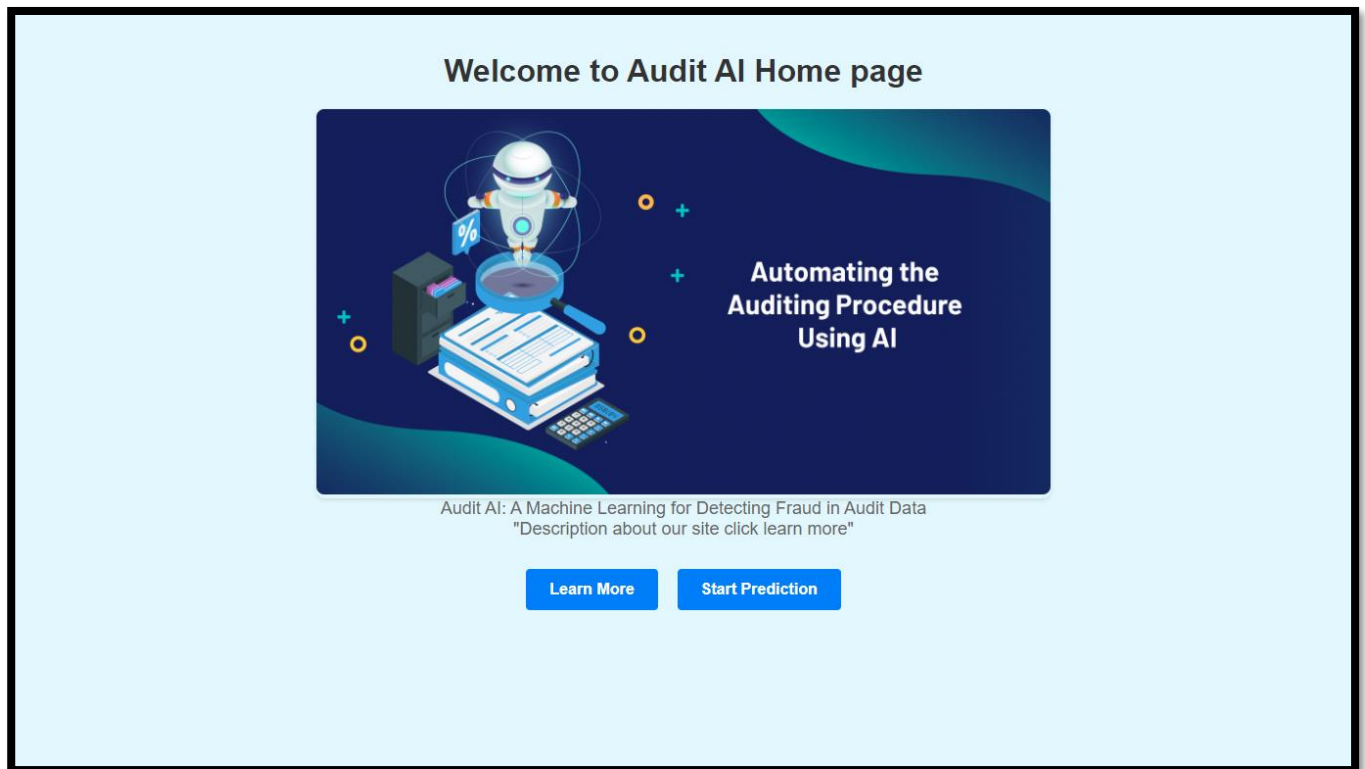 Welcome to Audit AI Home page
%
Automating the
Auditing Procedure
Using AI
Audit AI: A Machine Learning for Detecting Fraud in Audit Data
"Description about our site click learn more"
Learn More
Start Prediction